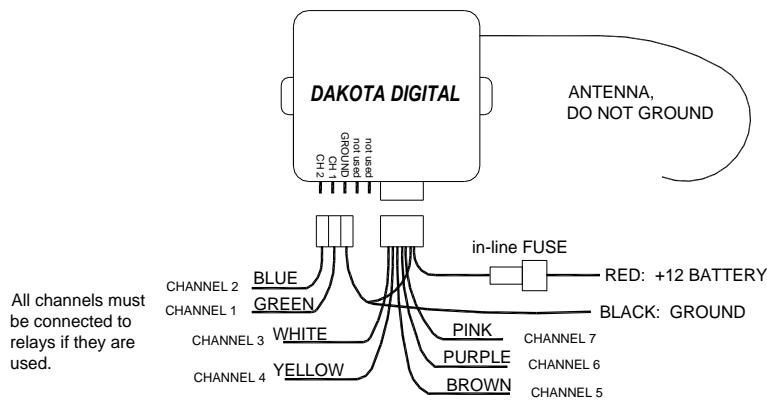 DAKOTA DIGITAL
ANTENNA,
DO NOT GROUND
CH 2
CH 1
GROUND
not used
not used
in-line FUSE
RED: +12 BATTERY
BLACK: GROUND
CHANNEL 2 BLUE
CHANNEL 1 GREEN
CHANNEL 3 WHITE
CHANNEL 4 YELLOW
PINK CHANNEL 7
PURPLE CHANNEL 6
BROWN CHANNEL 5
All channels must
be connected to
relays if they are
used.